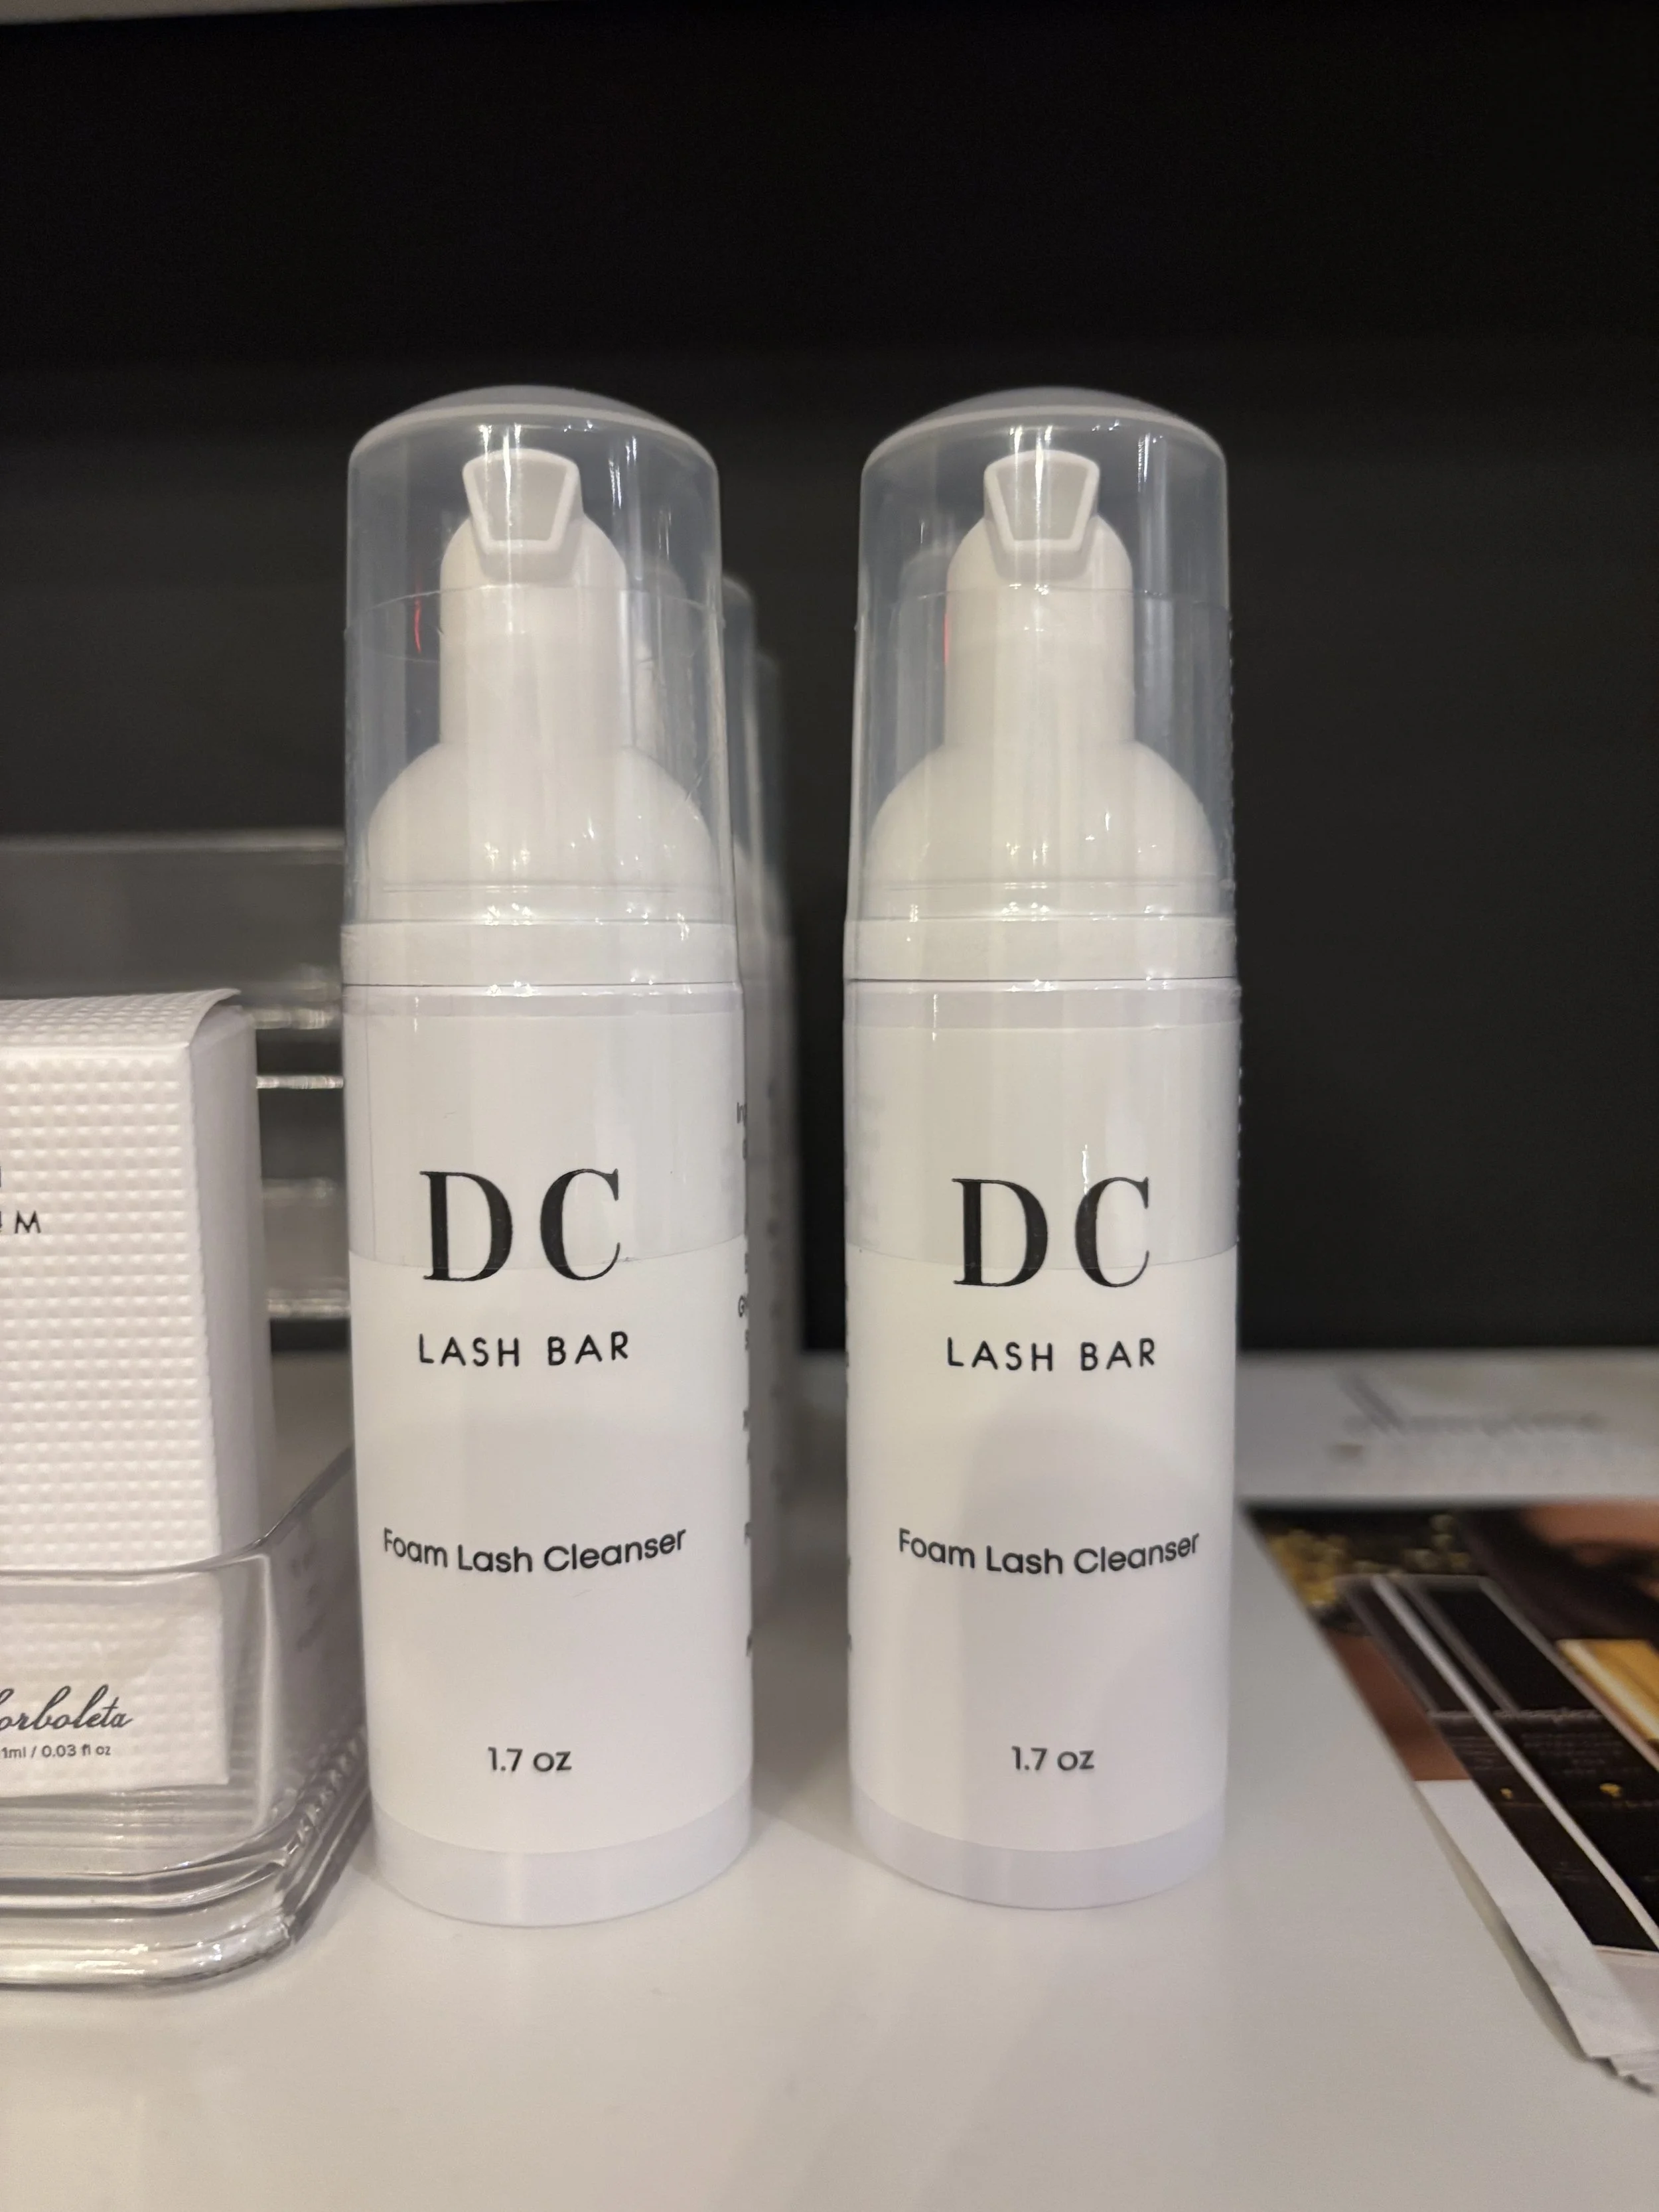 DC
LASH BAR
Foam Lash Cleanser
1.7 oz
DC
LASH BAR
Foam Lash Cleanser
1.7 oz
1ml / 0.03 fl oz